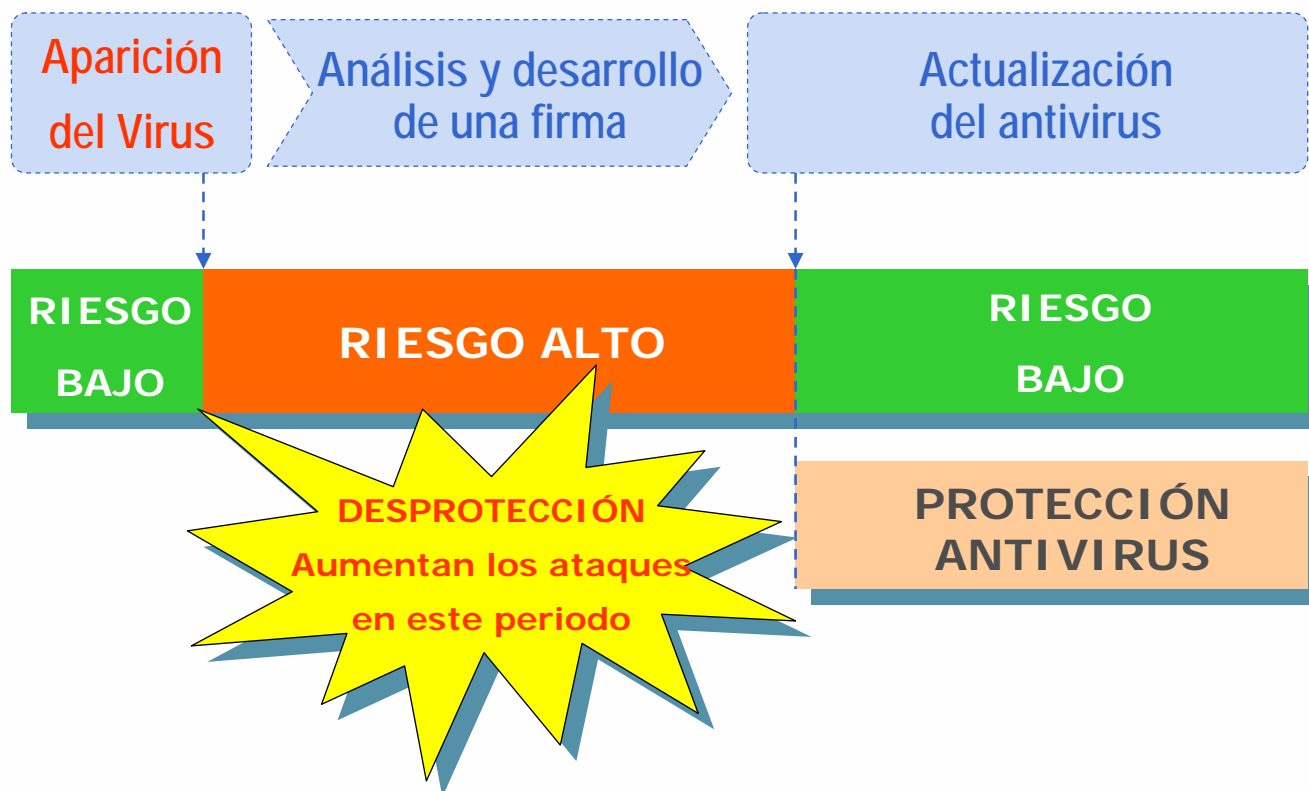 Aparición
del Virus
Análisis y desarrollo
de una firma
Actualización
del antivirus
RIESGO
BAJO
RIESGO ALTO
RIESGO
BAJO
DESPROTECCIÓN
Aumentan los ataques
en este periodo
PROTECCIÓN
ANTIVIRUS